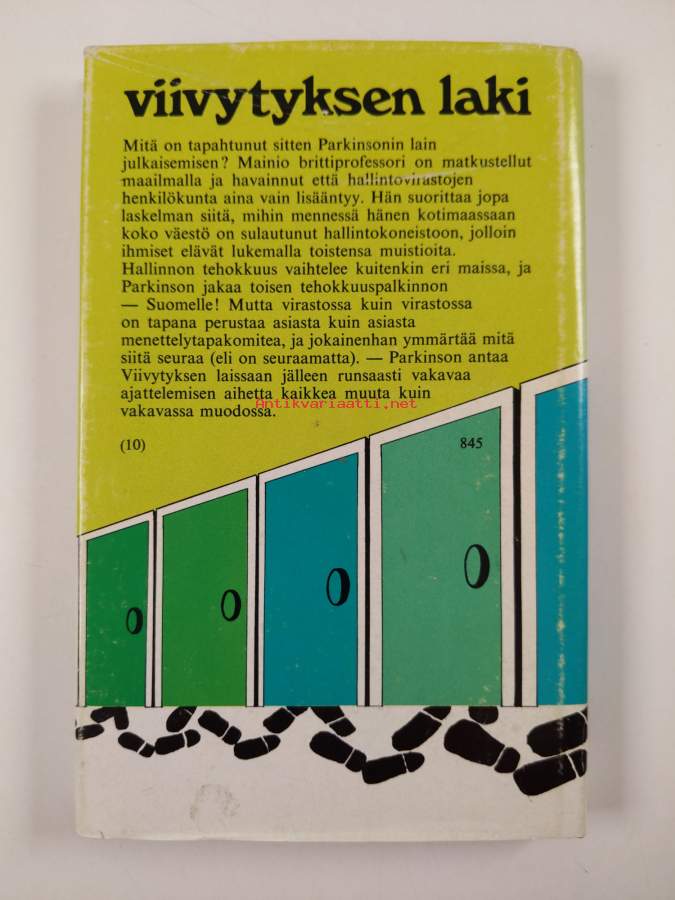 viivytyksen laki
Mitä on tapahtunut sitten Parkinsonin lain
julkaisemisen? Mainio brittiprofessori on matkustellut
maailmalla ja havainnut että hallintovirastojen
henkilökunta aina vain lisääntyy. Hän suorittaa jopa
laskelman siitä, mihin mennessä hänen kotimaassaan
koko väestö on sulautunut hallintokoneistoon, jolloin
ihmiset elävät lukemalla toistensa muistioita.
Hallinnon tehokkuus vaihtelee kuitenkin eri maissa, ja
Parkinson jakaa toisen tehokkuuspalkinnon
— Suomelle! Mutta virastossa kuin virastossa
on tapana perustaa asiasta kuin asiasta
menettelytapakomitea, ja jokainenhan ymmärtää mitä
siitä seuraa (eli on seuraamatta). — Parkinson antaa
Viivytyksen laissaan jälleen runsaasti vakavaa
ajattelemisen aihetta kaikkea muuta kuin
Antikvariaatti.net
vakavassa muodossa.
(10) 845